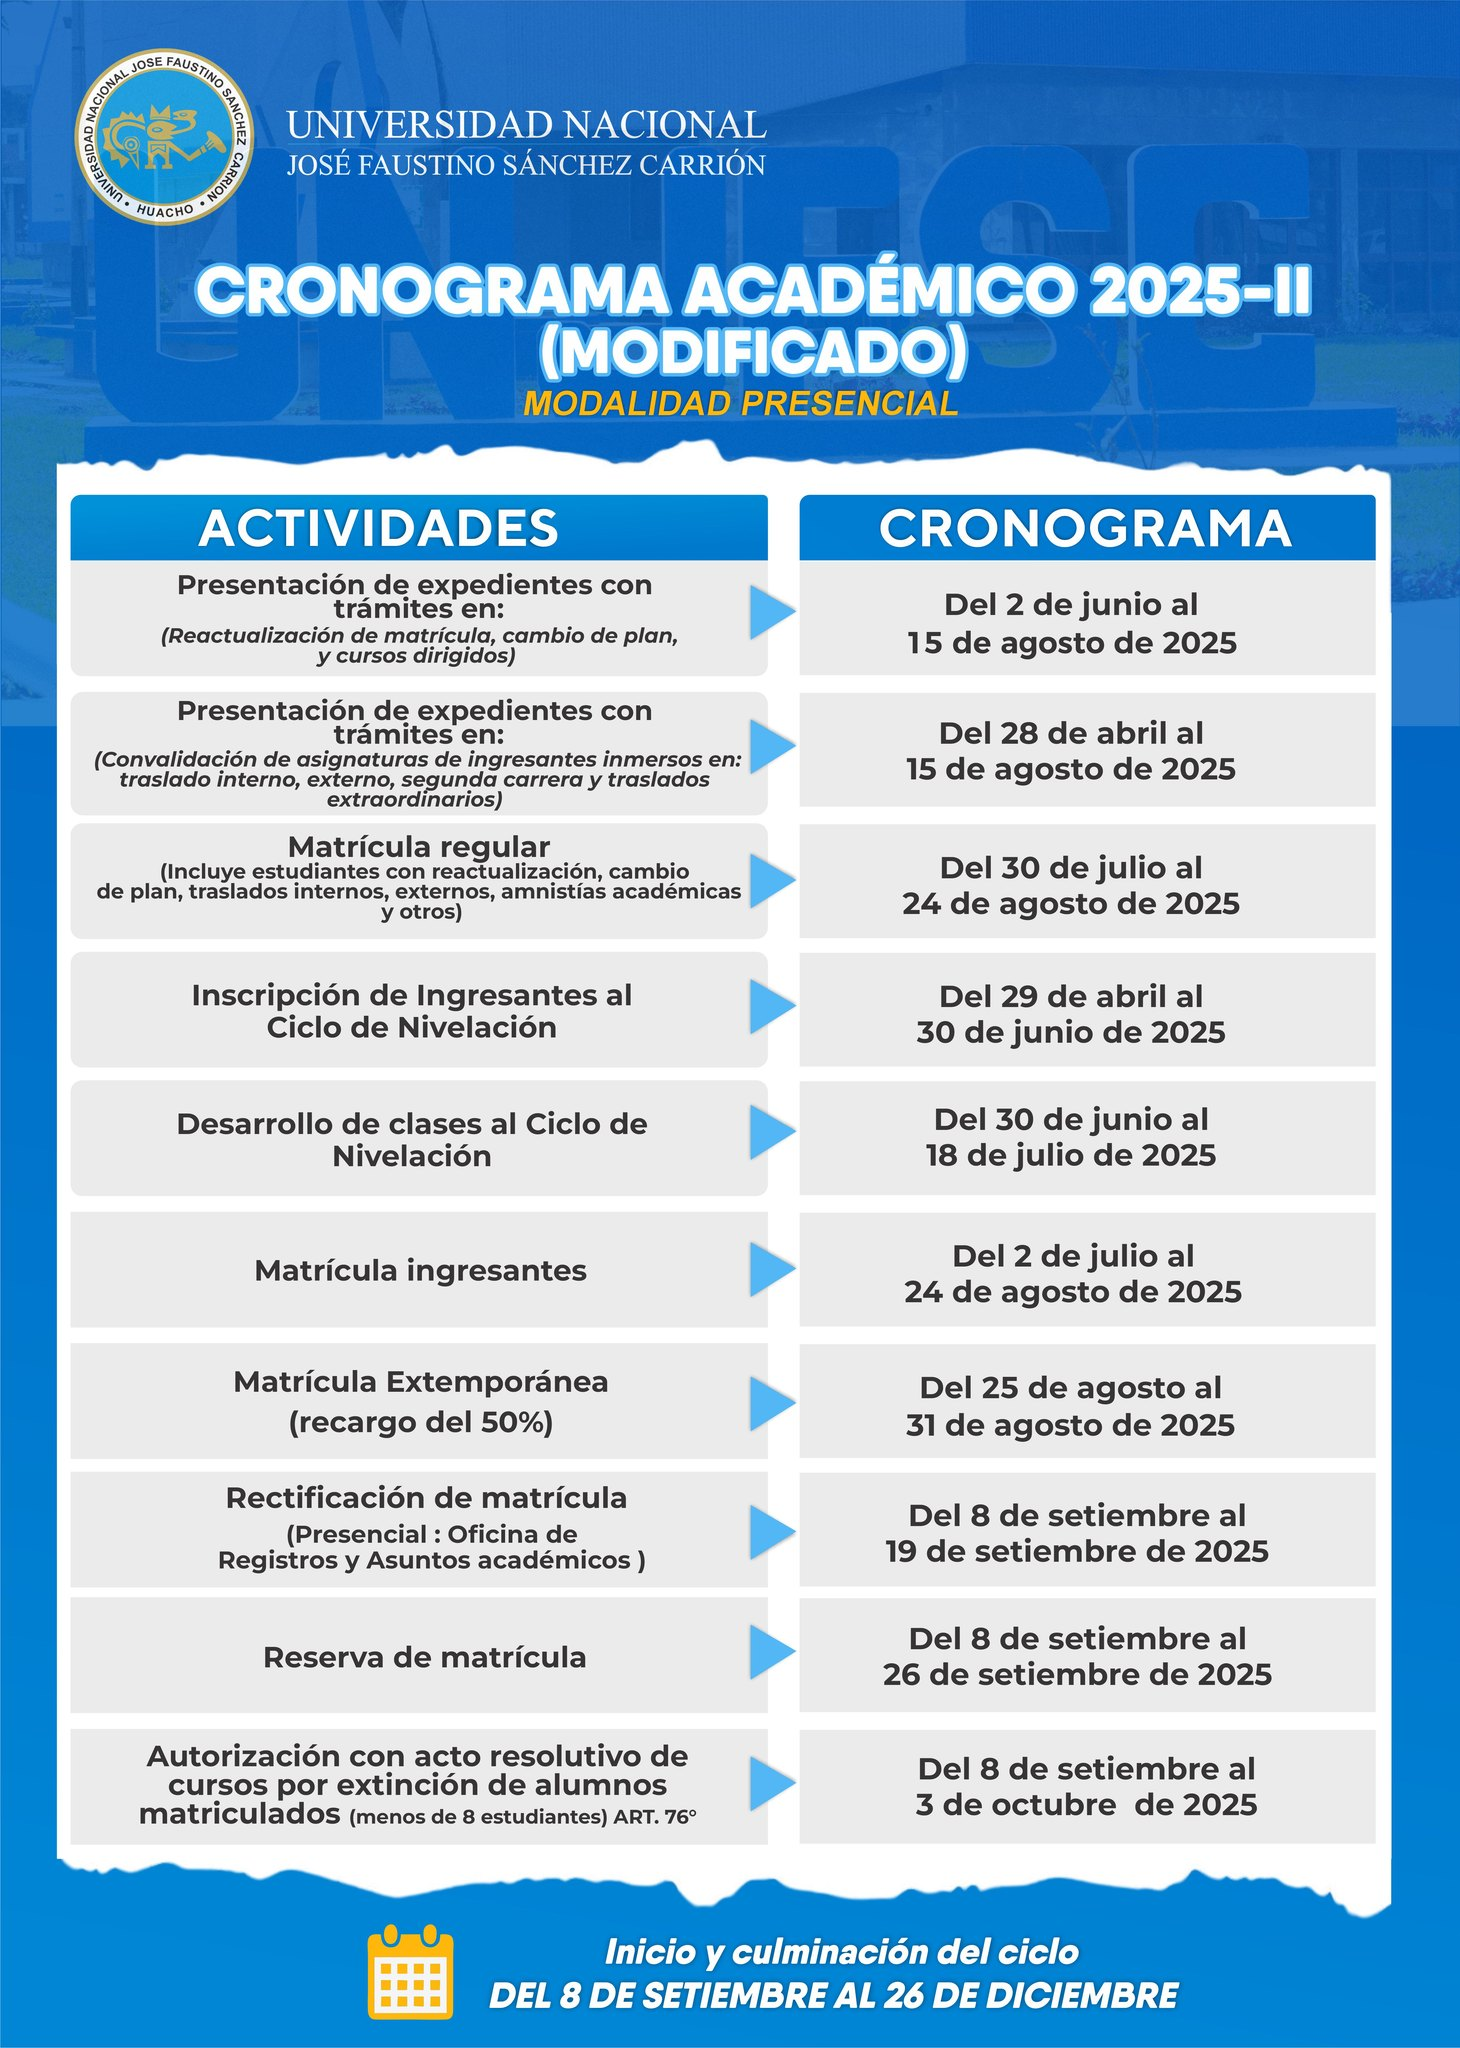 UNIVERSIDAD NACIONAL JOSE FAUSTINO SANCHEZ CARRION
• HUACHO •
UNIVERSIDAD NACIONAL
JOSÉ FAUSTINO SÁNCHEZ CARRIÓN
UNJFSC
CRONOGRAMA ACADÉMICO 2025-II
(MODIFICADO)
MODALIDAD PRESENCIAL
ACTIVIDADES
CRONOGRAMA
Presentación de expedientes con
trámites en:
(Reactualización de matrícula, cambio de plan,
y cursos dirigidos)
Del 2 de junio al
15 de agosto de 2025
Presentación de expedientes con
trámites en:
(Convalidación de asignaturas de ingresantes inmersos en:
traslado interno, externo, segunda carrera y traslados
extraordinarios)
Del 28 de abril al
15 de agosto de 2025
Matrícula regular
(Incluye estudiantes con reactualización, cambio
de plan, traslados internos, externos, amnistías académicas
y otros)
Del 30 de julio al
24 de agosto de 2025
Inscripción de Ingresantes al
Ciclo de Nivelación
Del 29 de abril al
30 de junio de 2025
Desarrollo de clases al Ciclo de
Nivelación
Del 30 de junio al
18 de julio de 2025
Matrícula ingresantes
Del 2 de julio al
24 de agosto de 2025
Matrícula Extemporánea
(recargo del 50%)
Del 25 de agosto al
31 de agosto de 2025
Rectificación de matrícula
(Presencial : Oficina de
Registros y Asuntos académicos )
Del 8 de setiembre al
19 de setiembre de 2025
Reserva de matrícula
Del 8 de setiembre al
26 de setiembre de 2025
Autorización con acto resolutivo de
cursos por extinción de alumnos
matriculados (menos de 8 estudiantes) ART. 76°
Del 8 de setiembre al
3 de octubre de 2025
Inicio y culminación del ciclo
DEL 8 DE SETIEMBRE AL 26 DE DICIEMBRE